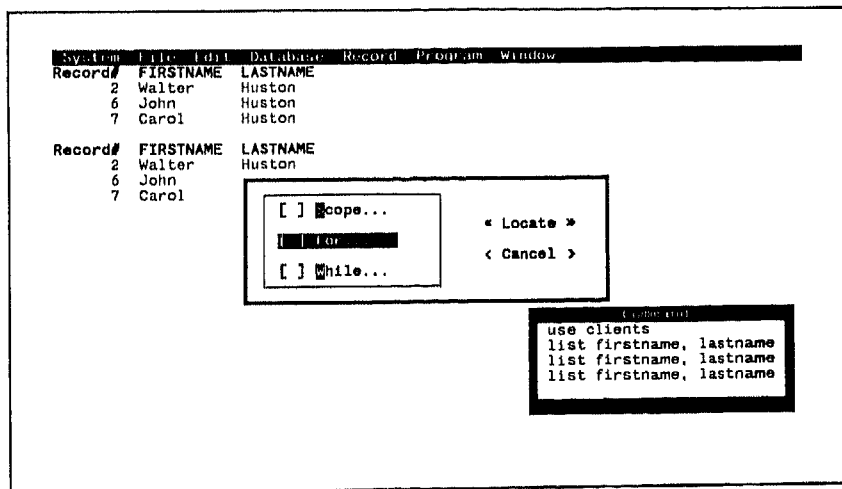 System File Edit Database Record Program Window
Record# FIRSTNAME LASTNAME
2 Walter Huston
6 John Huston
7 Carol Huston
Record# FIRSTNAME LASTNAME
2 Walter Huston
6 John
7 Carol
[ ] Scope...
[ ] For...
[ ] While...
« Locate »
< Cancel >
Command
use clients
list firstname, lastname
list firstname, lastname
list firstname, lastname